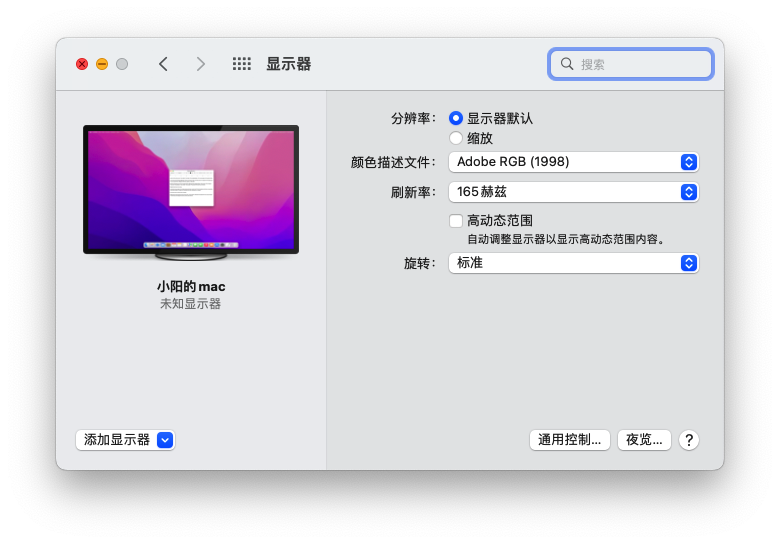 显示器
搜索
分辨率： 显示器默认
缩放
颜色描述文件： Adobe RGB (1998)
刷新率： 165 赫兹
高动态范围
自动调整显示器以显示高动态范围内容。
旋转： 标准
小阳的 mac
未知显示器
添加显示器
通用控制... 夜览... ?